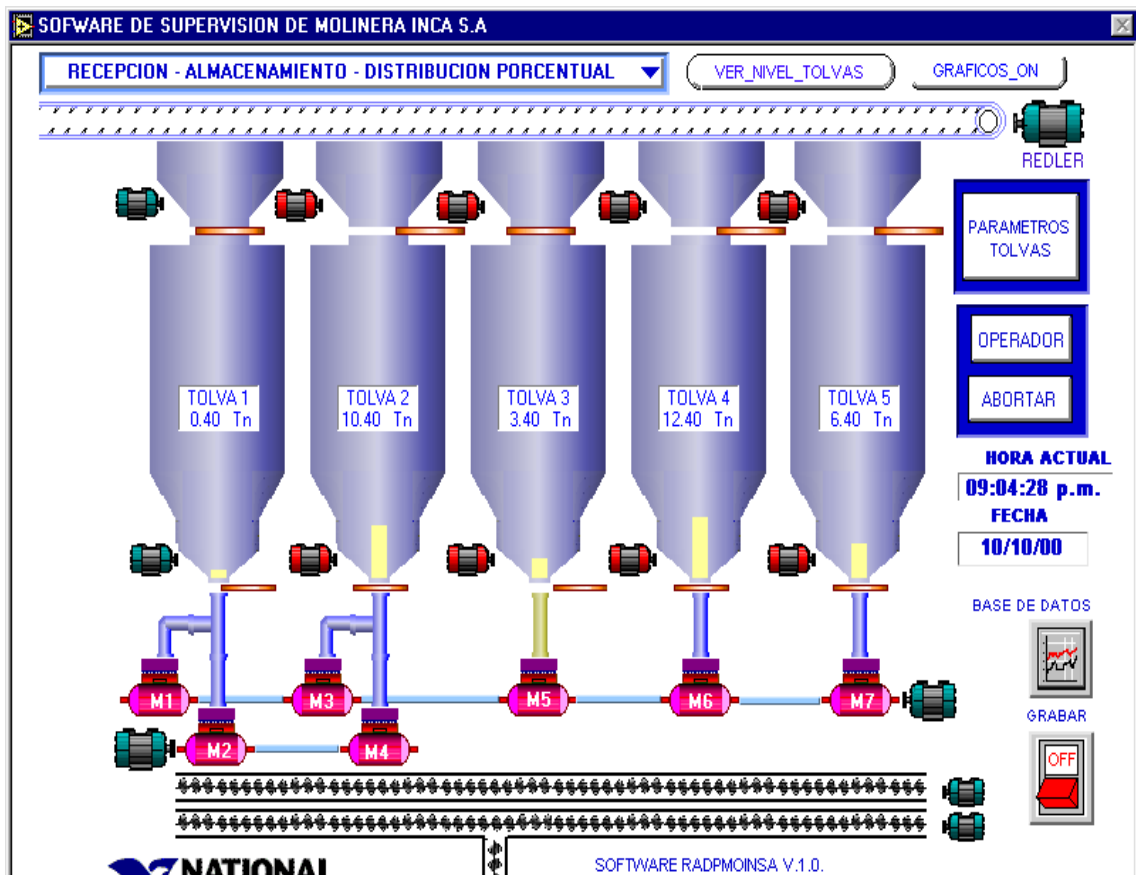 SOFWARE DE SUPERVISION DE MOLINERA INCA S.A
RECEPCION - ALMACENAMIENTO - DISTRIBUCION PORCENTUAL
VER_NIVEL_TOLVAS
GRAFICOS_ON
REDLER
PARAMETROS
TOLVAS
OPERADOR
ABORTAR
TOLVA 1
0.40 Tn
TOLVA 2
10.40 Tn
TOLVA 3
3.40 Tn
TOLVA 4
12.40 Tn
TOLVA 5
6.40 Tn
HORA ACTUAL
09:04:28 p.m.
FECHA
10/10/00
BASE DE DATOS
M1
M3
M5
M6
M7
GRABAR
M2
M4
OFF
NATIONAL
SOFTWARE RADPMOINSA V.1.0.